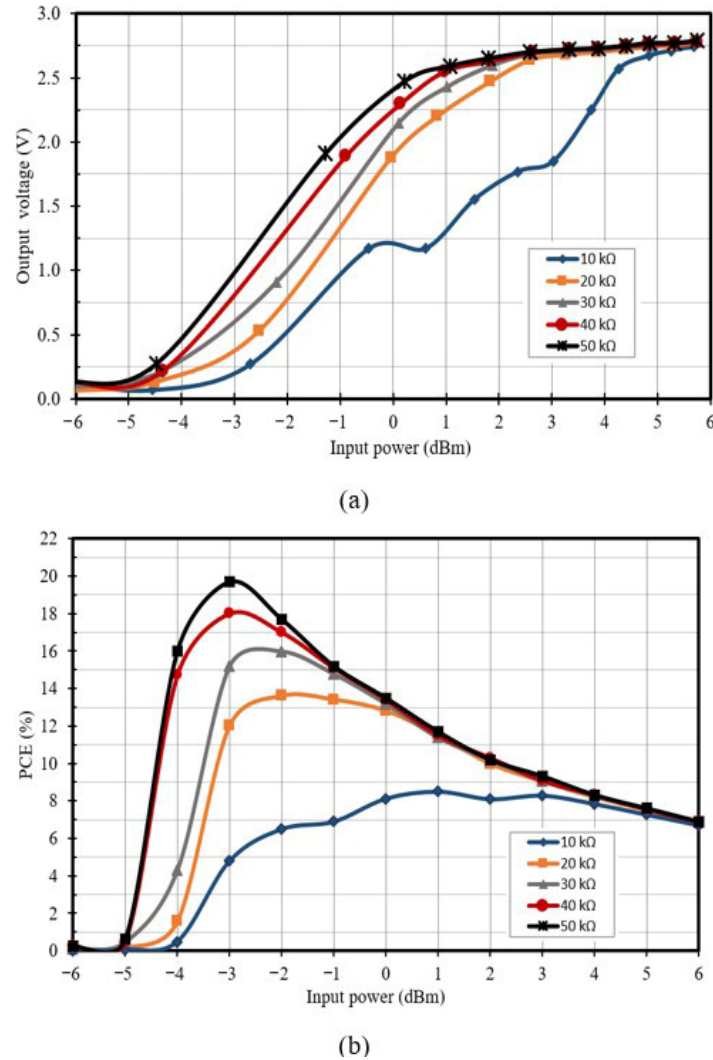 (a)
3.0
2.5
2.0
1.5
1.0
0.5
0.0
Output voltage (V)
10 kΩ
20 kΩ
30 kΩ
40 kΩ
50 kΩ
−6 −5 −4 −3 −2 −1 0 1 2 3 4 5 6
Input power (dBm)
(a)
22
20
18
16
14
12
10
8
6
4
2
0
PCE (%)
10 kΩ
20 kΩ
30 kΩ
40 kΩ
50 kΩ
−6 −5 −4 −3 −2 −1 0 1 2 3 4 5 6
Input power (dBm)
(b)